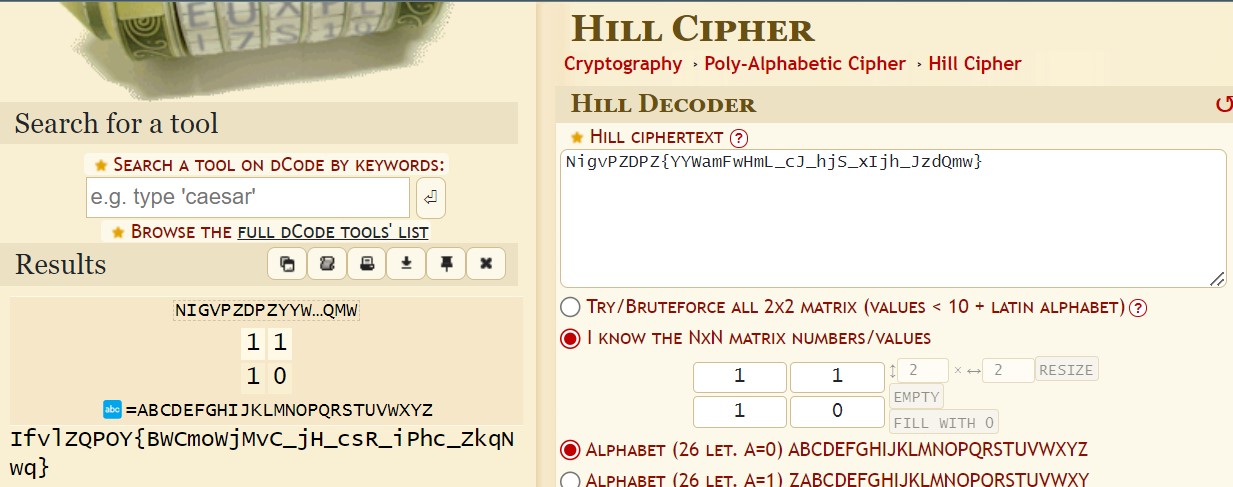 EUXPL
I7S10
Search for a tool
SEARCH A TOOL ON DCODE BY KEYWORDS:
e.g. type 'caesar'
BROWSE THE FULL DCODE TOOLS' LIST
Results
NIGVPZDPZYYW…QMW
1 1
1 0
abc =ABCDEFGHIJKLMNOPQRSTUVWXYZ
IfvlZQPOY{BWCmoWjMvC_jH_csR_iPhc_ZkqN
wq}
HILL CIPHER
Cryptography › Poly-Alphabetic Cipher › Hill Cipher
HILL DECODER
HILL CIPHERTEXT ?
NigvPZDPZ{YYWamFwHmL_cJ_hjS_xIjh_JzdQmw}
TRY/BRUTEFORCE ALL 2X2 MATRIX (VALUES < 10 + LATIN ALPHABET) ?
I KNOW THE NXN MATRIX NUMBERS/VALUES
1 1 ↕ 2 × ↔ 2 RESIZE
EMPTY
1 0
FILL WITH 0
ALPHABET (26 LET. A=0) ABCDEFGHIJKLMNOPQRSTUVWXYZ
ALPHABET (26 LET. A=1) ZABCDEFGHIJKLMNOPQRSTUVWXY